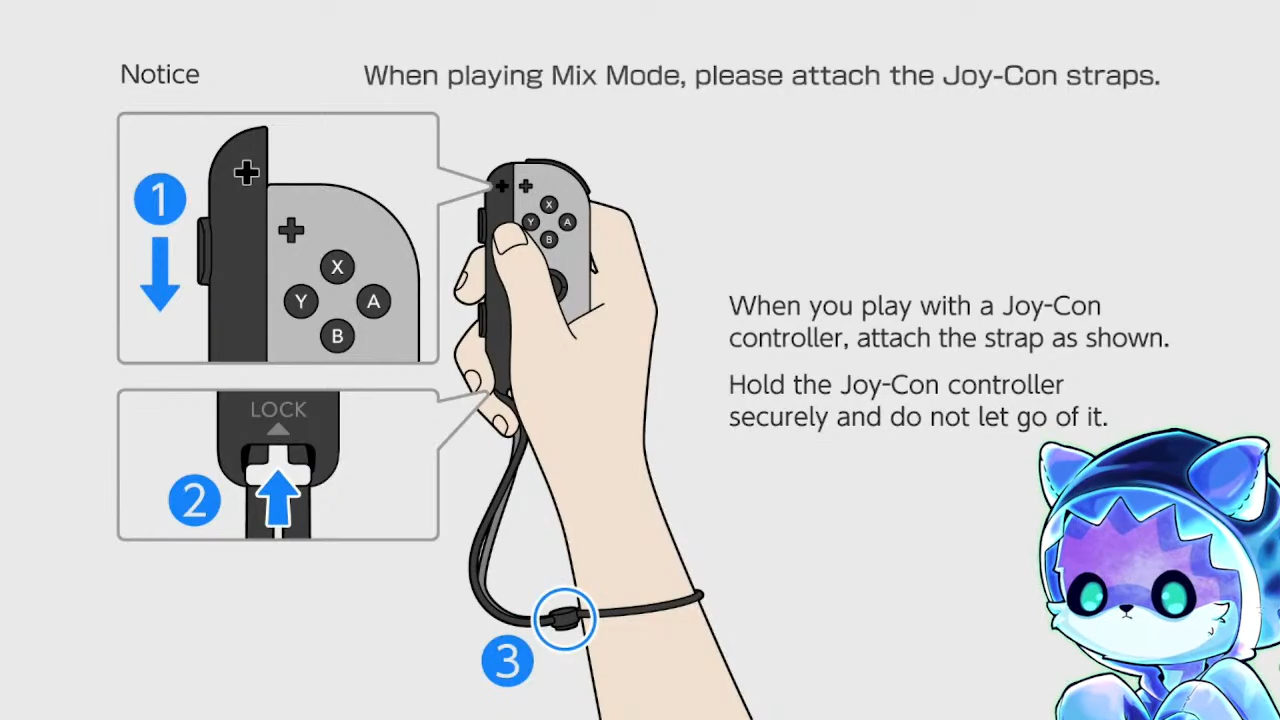 Notice
When playing Mix Mode, please attach the Joy-Con straps.
1
X
Y
A
B
X
Y
A
B
When you play with a Joy-Con
controller, attach the strap as shown.
Hold the Joy-Con controller
securely and do not let go of it.
LOCK
2
3